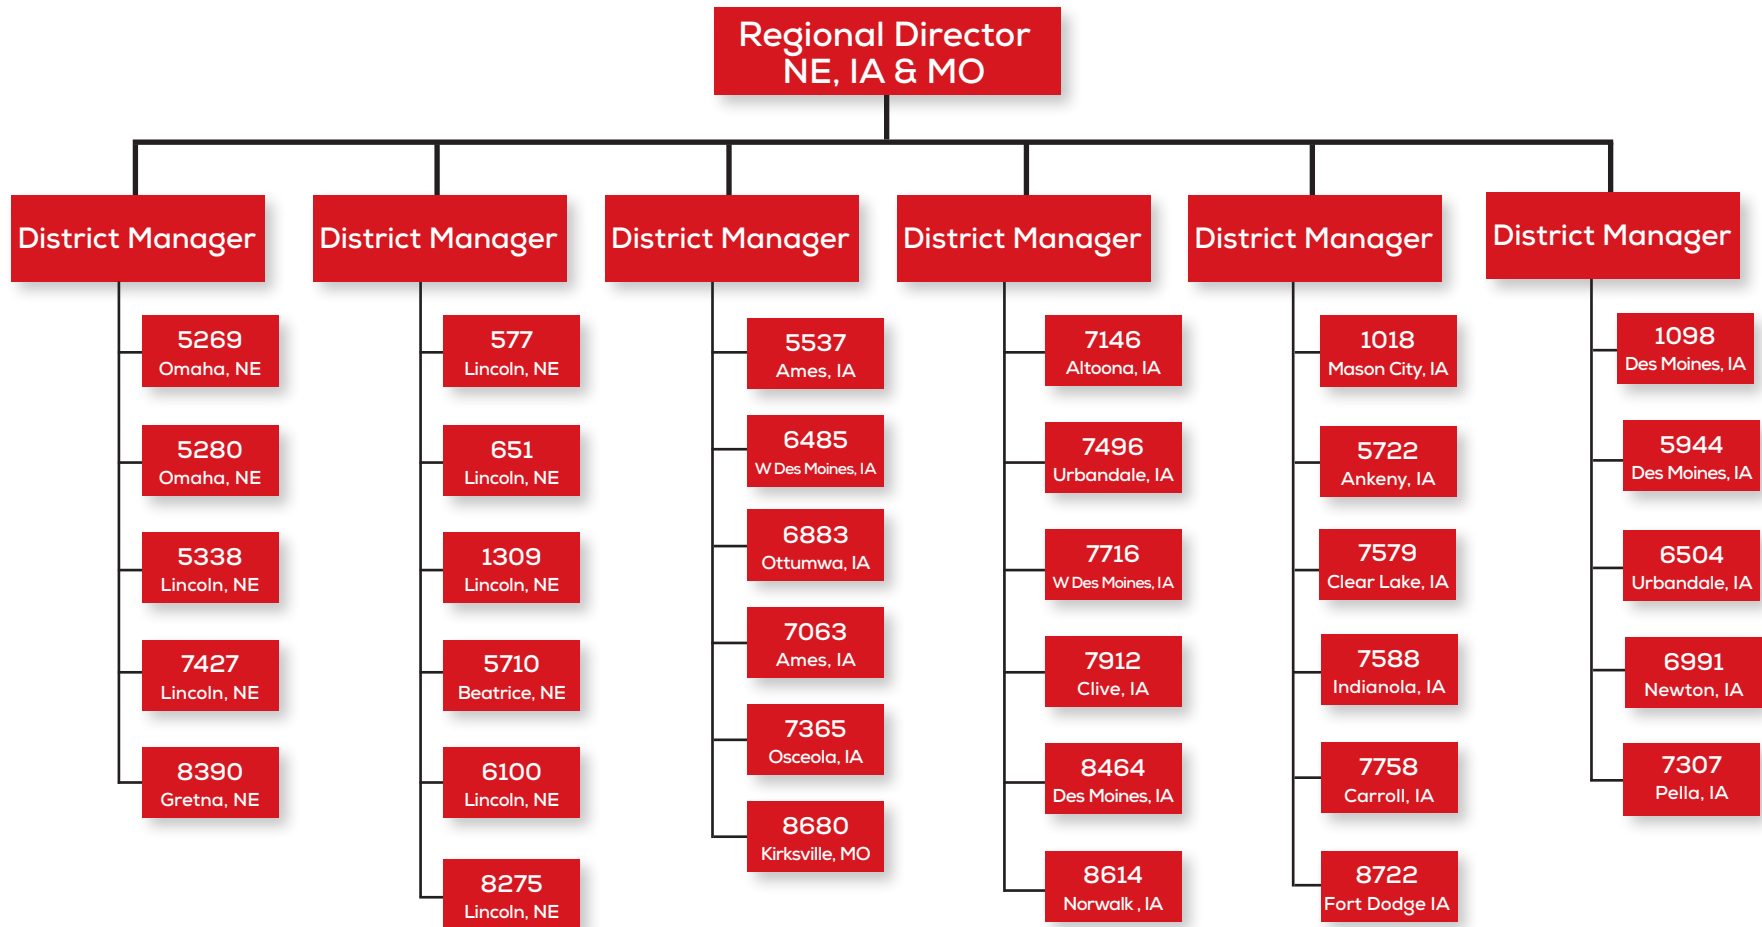 Regional Director
NE, IA & MO
District Manager
5269
Omaha, NE
5280
Omaha, NE
5338
Lincoln, NE
7427
Lincoln, NE
8390
Gretna, NE
District Manager
577
Lincoln, NE
651
Lincoln, NE
1309
Lincoln, NE
5710
Beatrice, NE
6100
Lincoln, NE
8275
Lincoln, NE
District Manager
5537
Ames, IA
6485
W Des Moines, IA
6883
Ottumwa, IA
7063
Ames, IA
7365
Osceola, IA
8680
Kirksville, MO
District Manager
7146
Altoona, IA
7496
Urbandale, IA
7716
W Des Moines, IA
7912
Clive, IA
8464
Des Moines, IA
8614
Norwalk , IA
District Manager
1018
Mason City, IA
5722
Ankeny, IA
7579
Clear Lake, IA
7588
Indianola, IA
7758
Carroll, IA
8722
Fort Dodge IA
District Manager
1098
Des Moines, IA
5944
Des Moines, IA
6504
Urbandale, IA
6991
Newton, IA
7307
Pella, IA